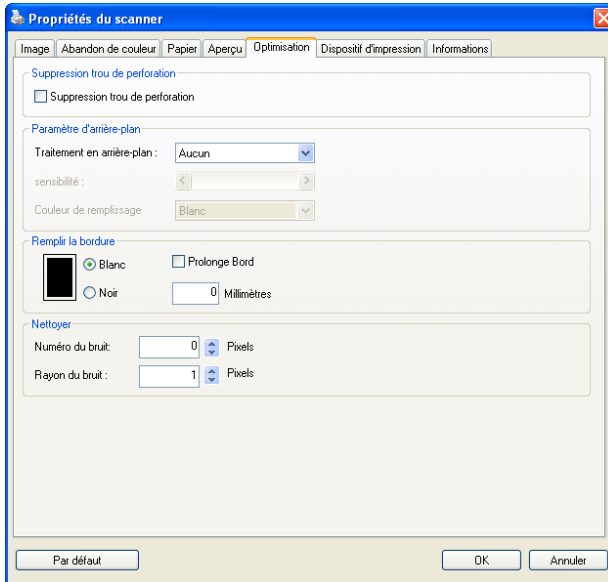 Propriétés du scanner
Image Abandon de couleur Papier Aperçu Optimisation Dispositif d'impression Informations
Suppression trou de perforation
Suppression trou de perforation
Paramètre d'arrière-plan
Traitement en arrière-plan : Aucun
sensibilité :
Couleur de remplissage Blanc
Remplir la bordure
Blanc Prolonge Bord
Noir 0 Millimètres
Nettoyer
Numéro du bruit: 0 Pixels
Rayon du bruit : 1 Pixels
Par défaut OK Annuler